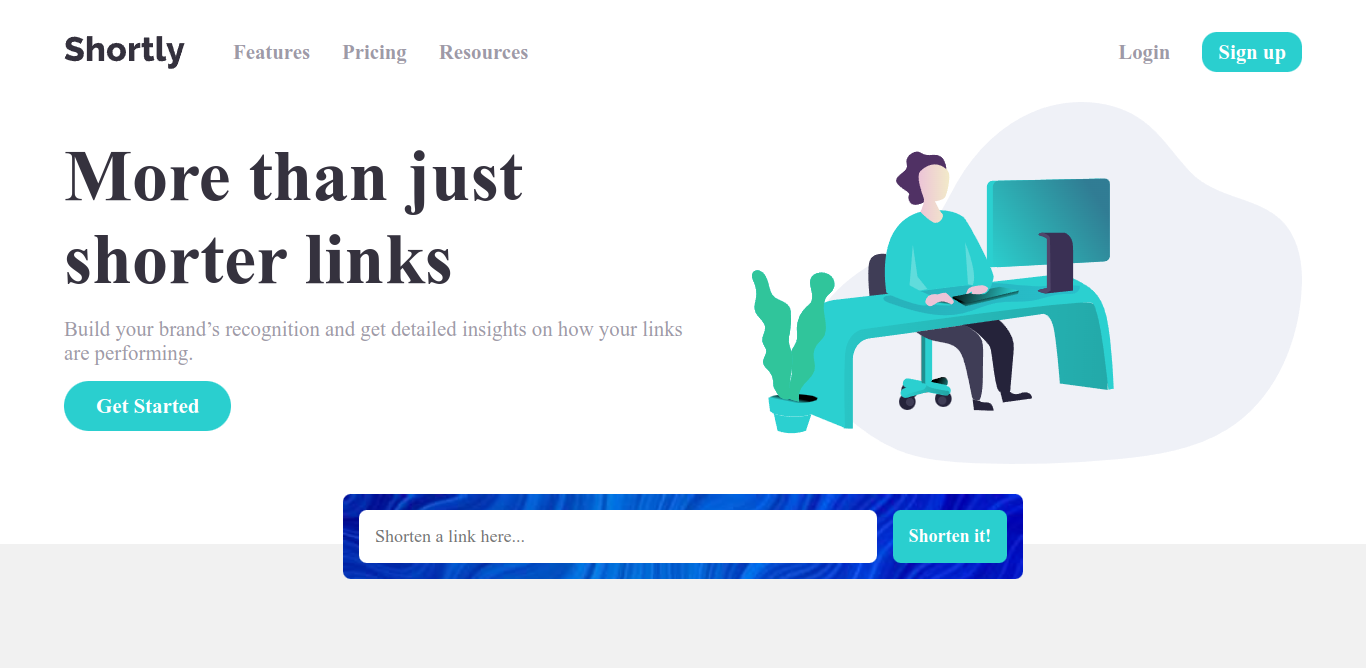 Shortly Features Pricing Resources Login Sign up
More than just
shorter links
Build your brand’s recognition and get detailed insights on how your links
are performing.
Get Started
Shorten a link here... Shorten it!